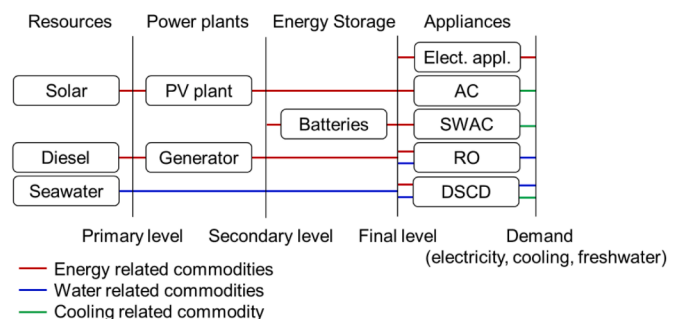 Resources Power plants Energy Storage Appliances
Elect. appl.
Solar PV plant AC
Batteries SWAC
Diesel Generator RO
Seawater DSCD
Primary level Secondary level Final level Demand
(electricity, cooling, freshwater)
Energy related commodities
Water related commodities
Cooling related commodity